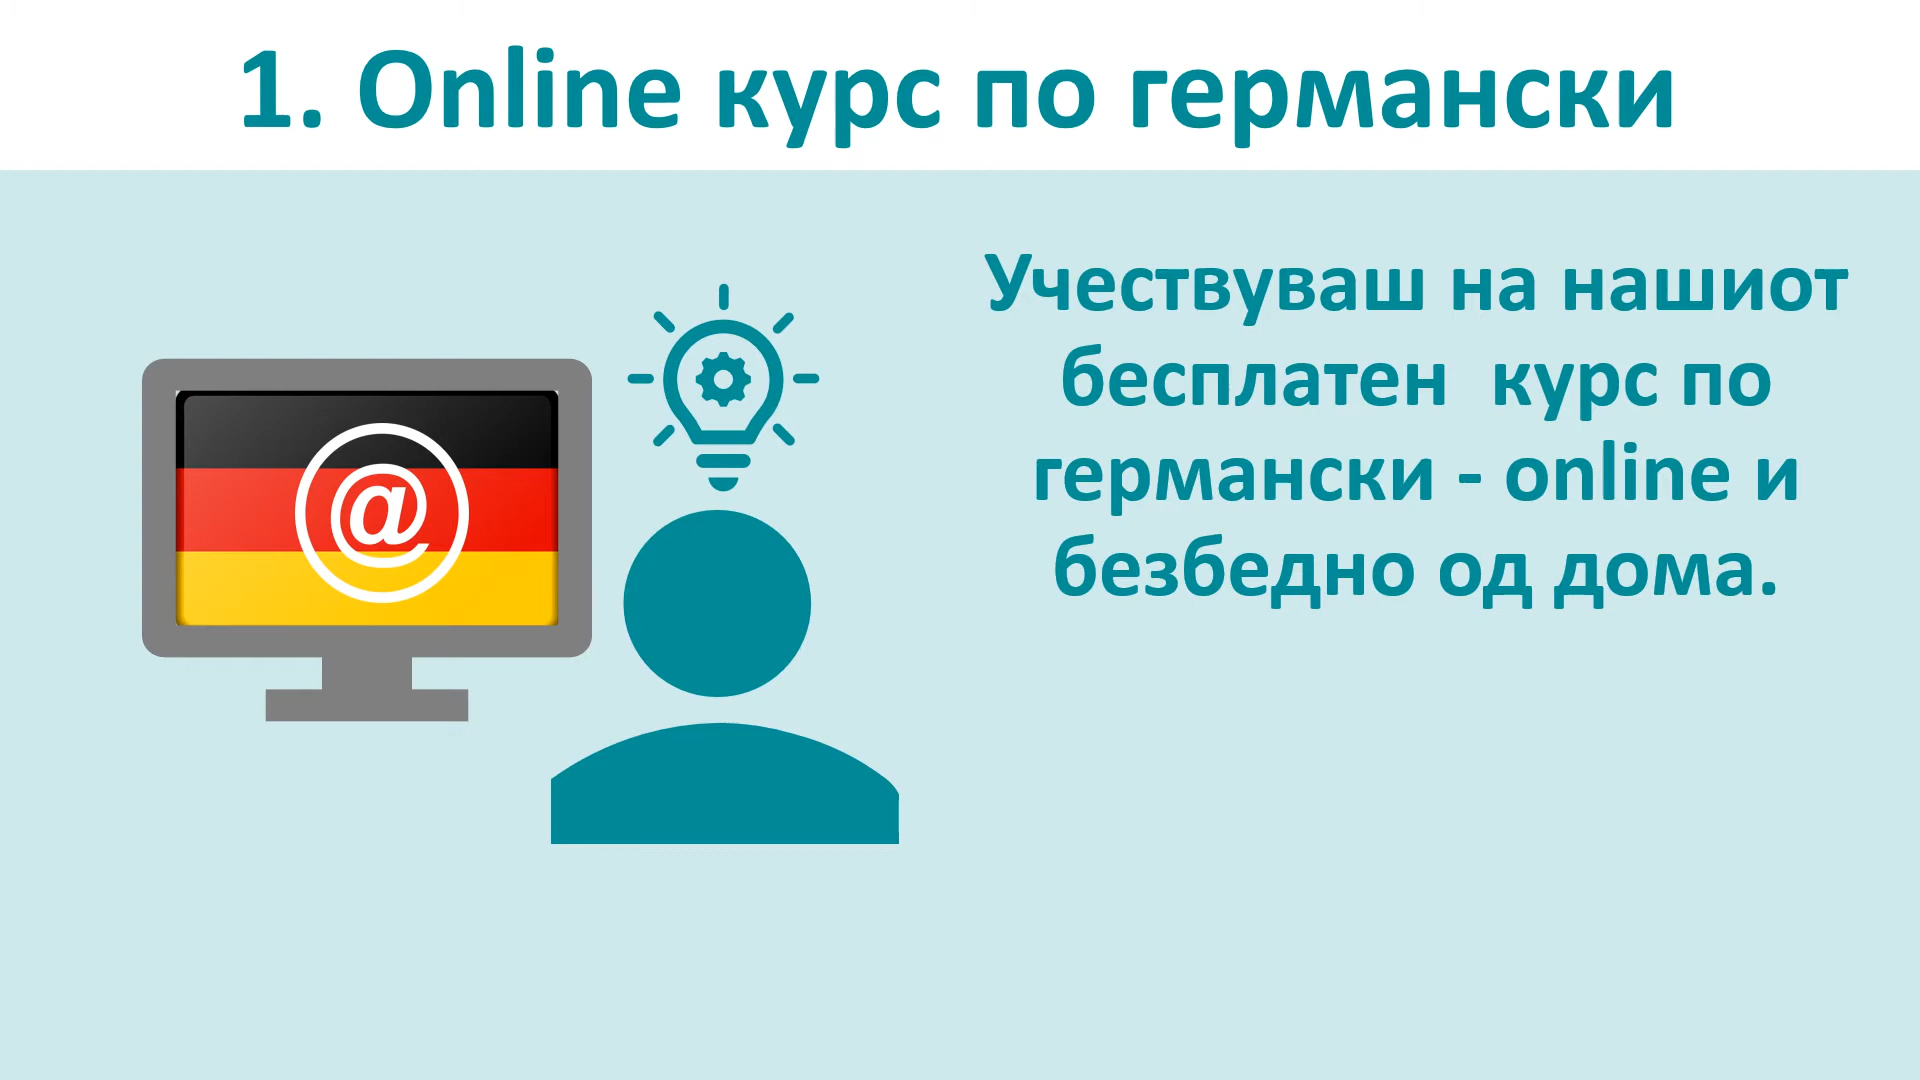 1. Online курс по германски
Учествуваш на нашиот
бесплатен  курс по
германски - online и
безбедно од дома.
@